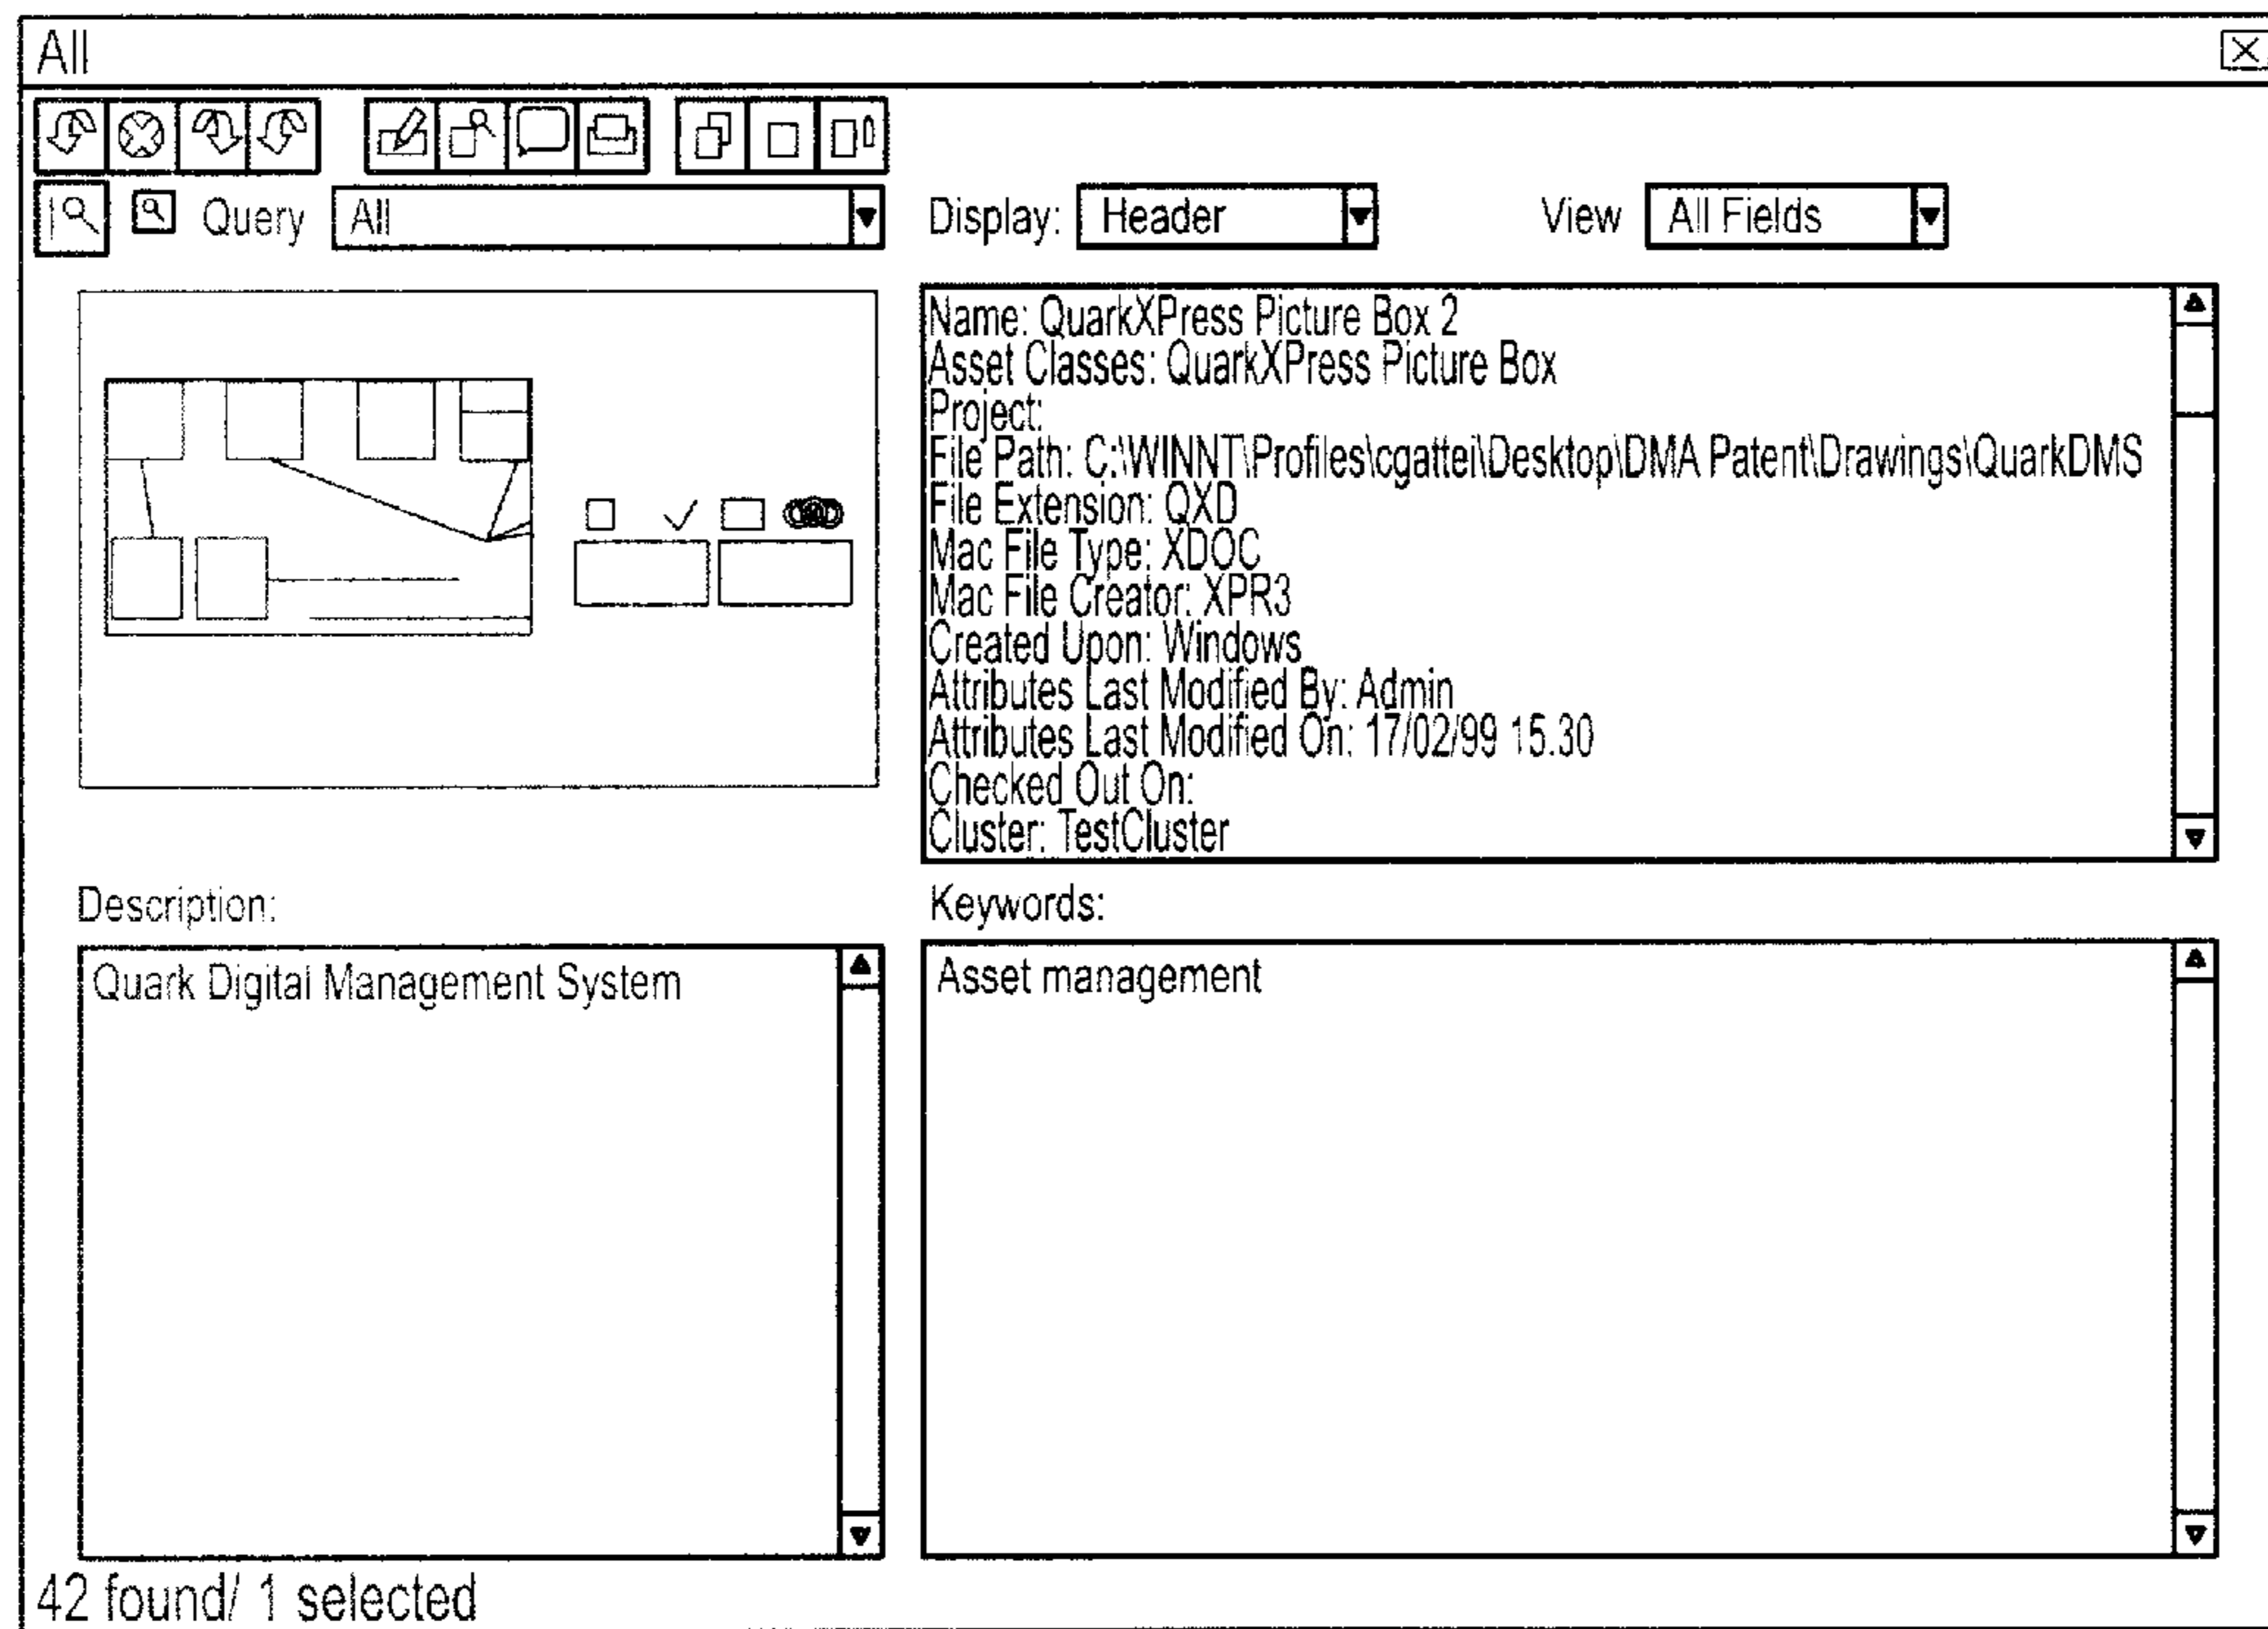 All
Query All Display: Header View All Fields
Name: QuarkXPress Picture Box 2
Asset Classes: QuarkXPress Picture Box
Project:
File Path: C:\WINNT\Profiles\cgattei\Desktop\DMA Patent\Drawings\QuarkDMS
File Extension: QXD
Mac File Type: XDOC
Mac File Creator: XPR3
Created Upon: Windows
Attributes Last Modified By: Admin
Attributes Last Modified On: 17/02/99 15.30
Checked Out On:
Cluster: TestCluster
Description:
Quark Digital Management System
Keywords:
Asset management
42 found/ 1 selected